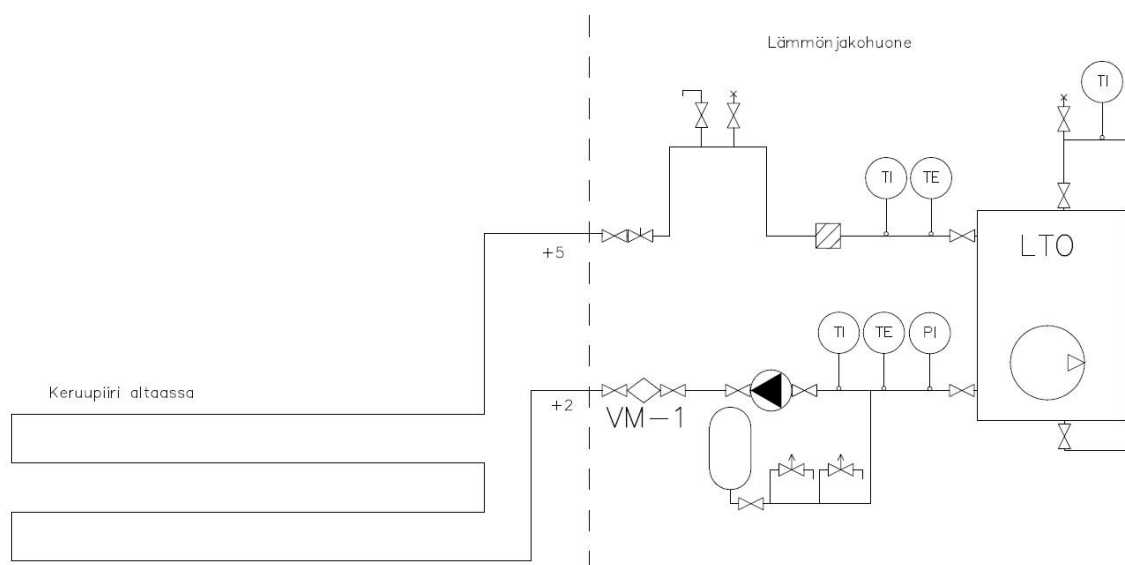 Lämmönjakohuone
TI
TI
TE
+5
LTO
TI
TE
PI
Keruupiiri altaassa
+2
VM-1